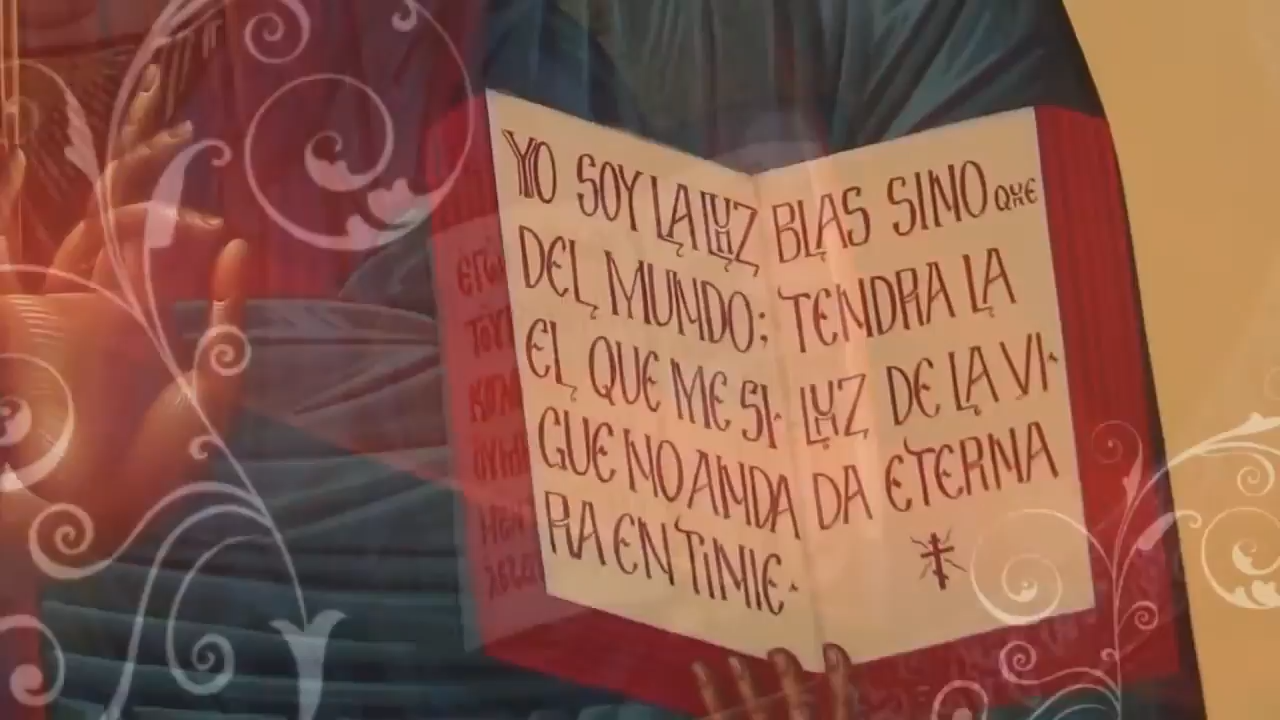 YO SOY LA LUZ
DEL MUNDO;
EL QUE ME SI·
GUE NO ANDA
RA EN TINIE·
BLAS SINO QUE
TENDRA LA
LUZ DE LA VI·
DA ETERNA